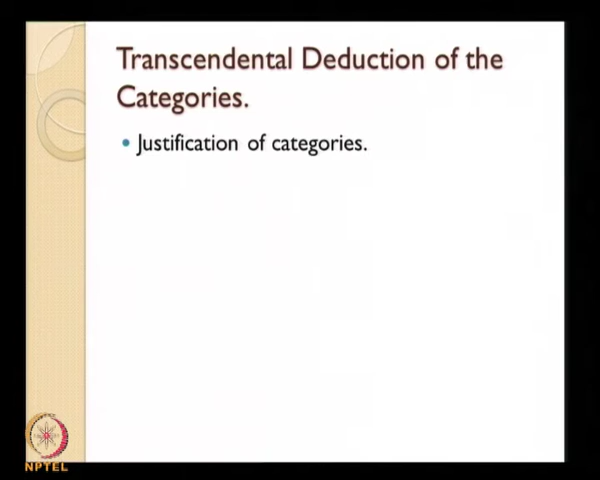 Transcendental Deduction of the
Categories.
• Justification of categories.
NPTEL